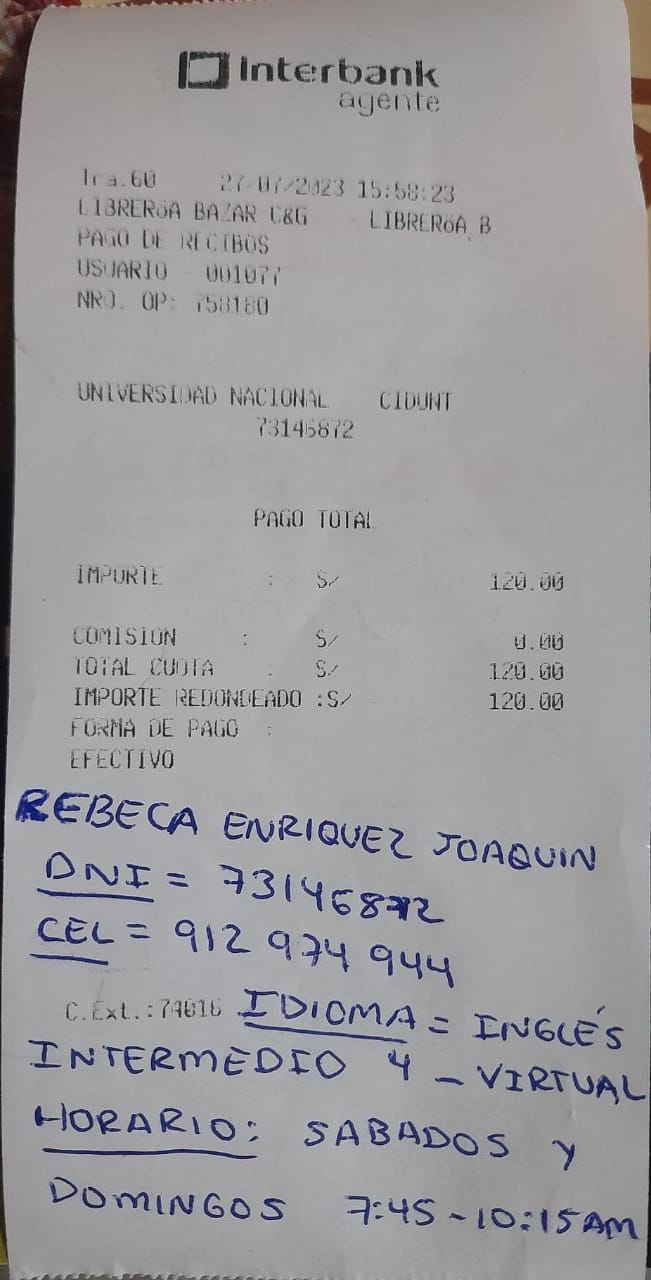 Interbank
agente
Tra.60 27/07/2023 15:58:23
LIBRERóA BAZAR C&G LIBRERóA B
PAGO DE RECIBOS
USUARIO 001077
NRO. OP: 758180
UNIVERSIDAD NACIONAL CIDUNT
73146872
PAGO TOTAL
IMPORTE : S/ 120.00
COMISION : S/ 0.00
TOTAL CUOTA : S/ 120.00
IMPORTE REDONDEADO :S/ 120.00
FORMA DE PAGO :
EFECTIVO
REBECA ENRIQUEZ JOAQUIN
DNI = 73146872
CEL = 912 974 944
C.Ext.:74016 IDIOMA = INGLÉS
INTERMEDIO 4 - VIRTUAL
HORARIO: SABADOS Y
DOMINGOS 7:45 - 10:15 AM